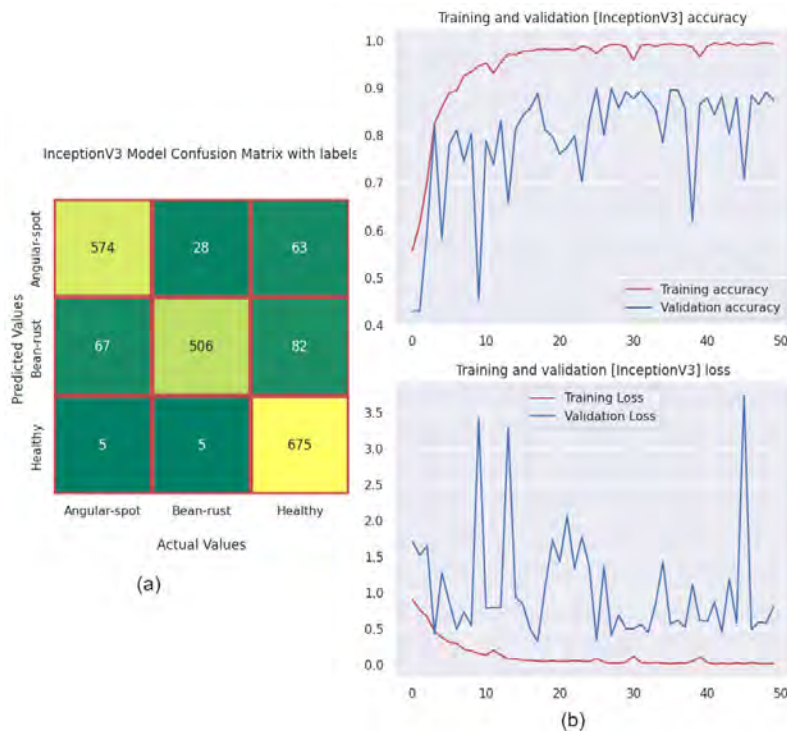 InceptionV3 Model Confusion Matrix with labels
Predicted Values
Angular-spot
574 28 63
Bean-rust
67 506 82
Healthy
5 5 675
Angular-spot Bean-rust Healthy
Actual Values
(a)
Training and validation [InceptionV3] accuracy
1.0
0.9
0.8
0.7
0.6
0.5
0.4
Training accuracy
Validation accuracy
0 10 20 30 40 50
Training and validation [InceptionV3] loss
Training Loss
Validation Loss
3.5
3.0
2.5
2.0
1.5
1.0
0.5
0.0
0 10 20 30 40 50
(b)